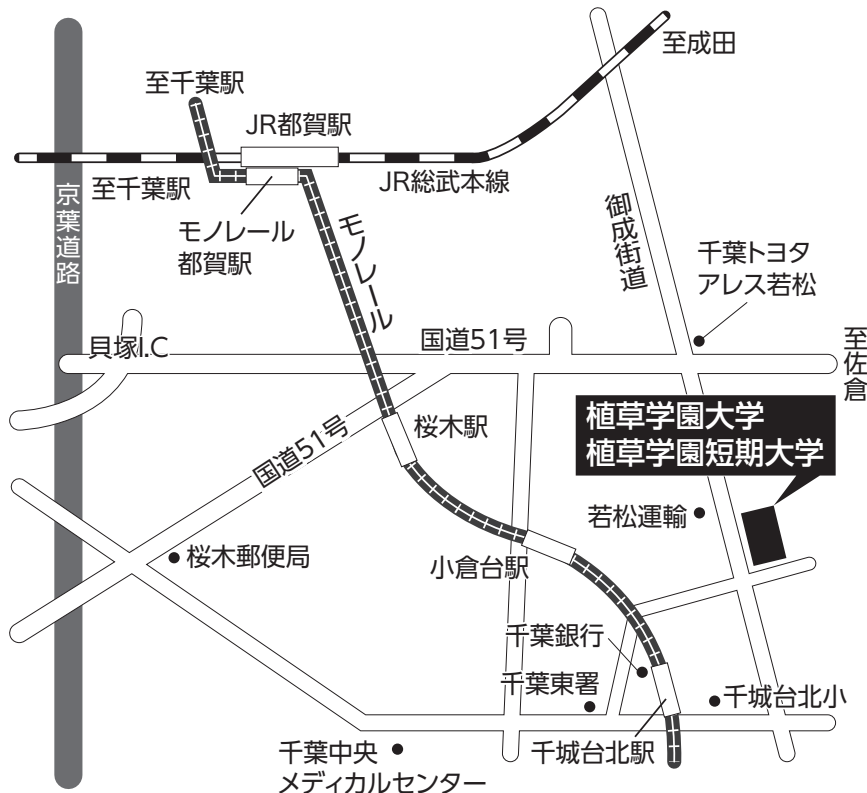 至成田
至千葉駅
JR都賀駅
至千葉駅
JR総武本線
京葉道路
モノレール
都賀駅
モノレール
御成街道
千葉トヨタ
アレス若松
貝塚I.C
国道51号
至佐倉
国道51号
桜木駅
植草学園大学
植草学園短期大学
若松運輸
桜木郵便局
小倉台駅
千葉銀行
千葉東署
千城台北小
千葉中央
メディカルセンター
千城台北駅